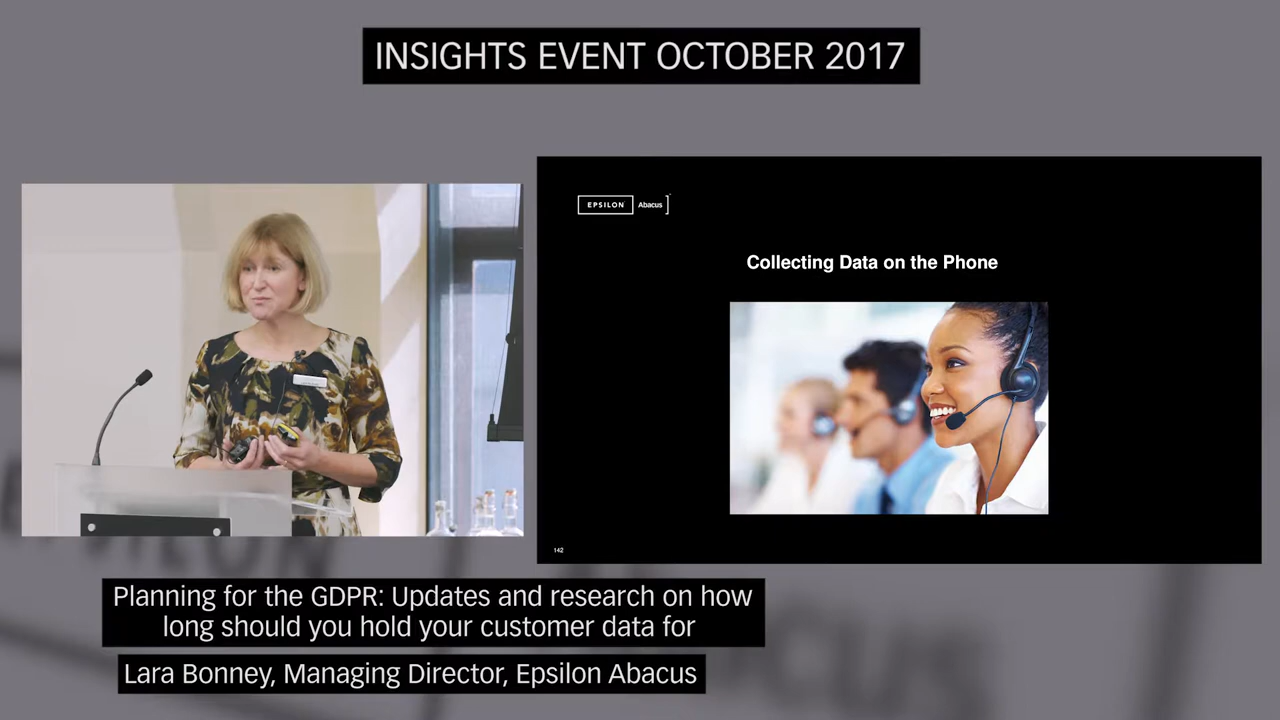 INSIGHTS EVENT OCTOBER 2017
EPSILON Abacus
Collecting Data on the Phone
142
Planning for the GDPR: Updates and research on how
long should you hold your customer data for
Lara Bonney, Managing Director, Epsilon Abacus